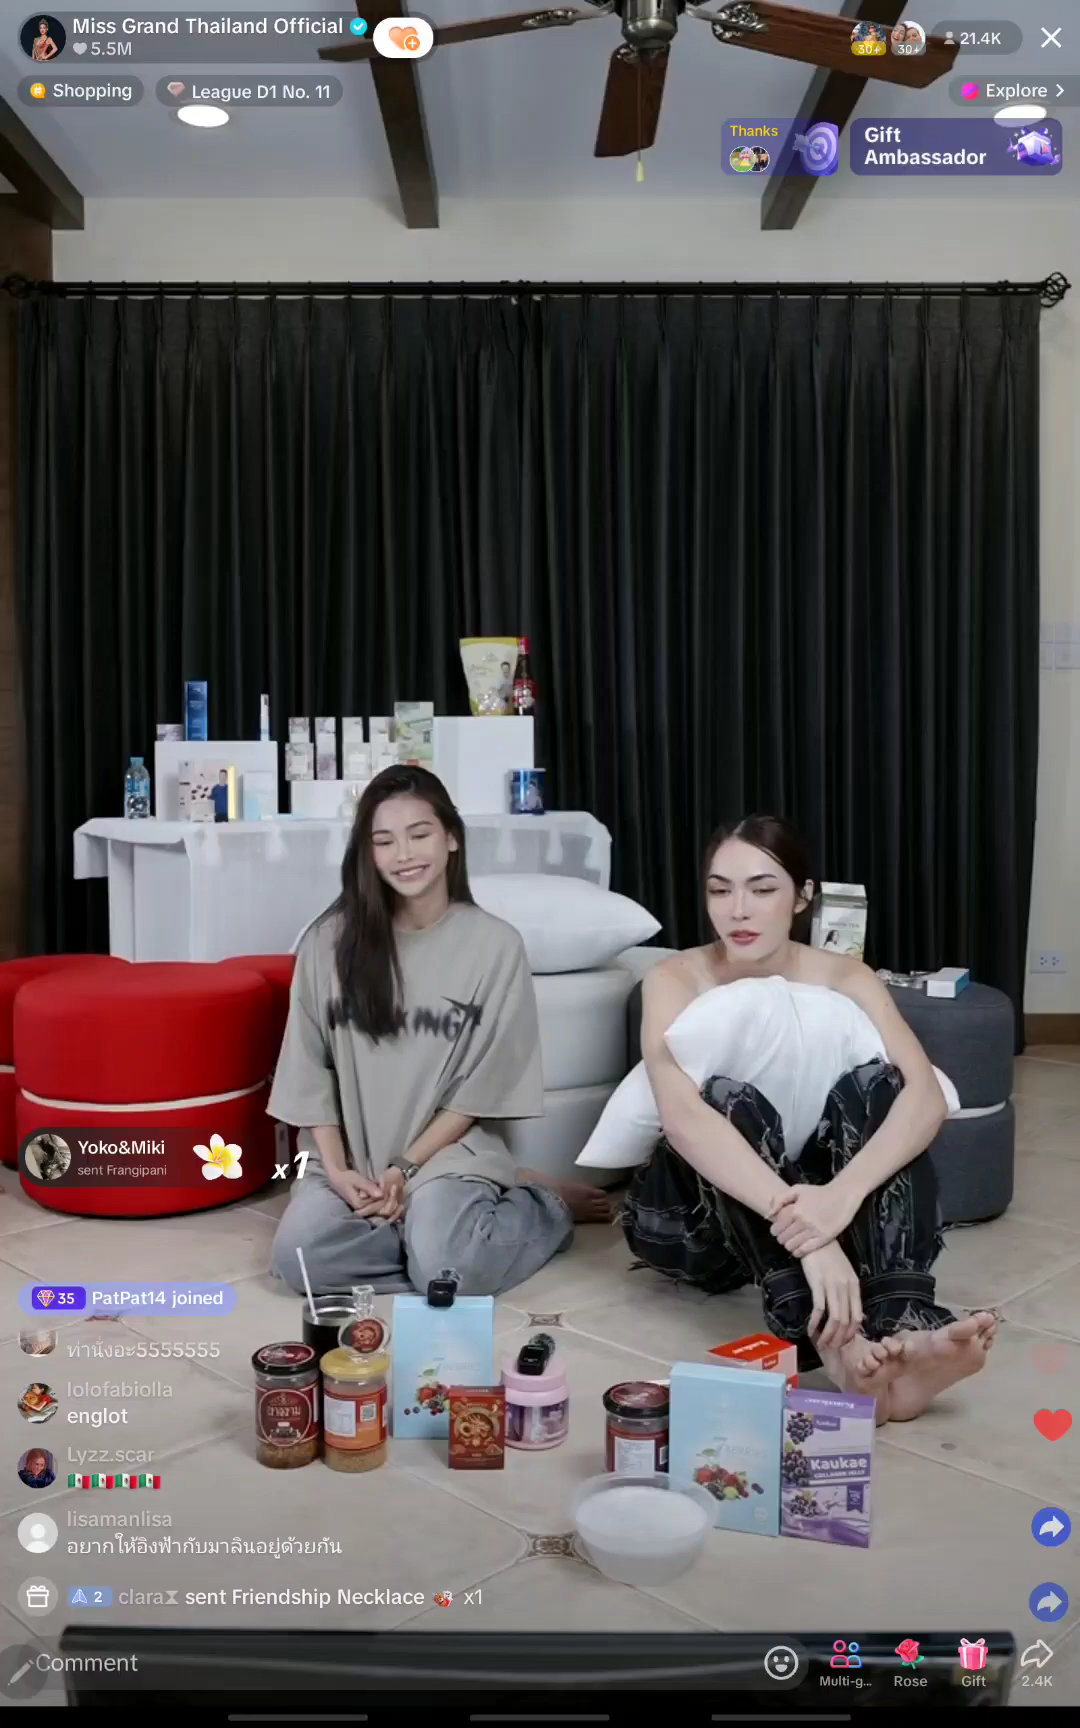 Miss Grand Thailand Official
5.5M
30+
30+
21.4K
Shopping
League D1 No. 11
Explore
Thanks
Gift
Ambassador
Yoko&Miki
sent Frangipani
x1
35 PatPat14 joined
ท่านั่งอะ5555555
lolofabiolla
englot
Lyzz.scar
lisamanlisa
อยากให้อิงฟ้ากับมาลินอยู่ด้วยกัน
2 clara sent Friendship Necklace x1
Kaukae
COLLAGEN JELLY
Comment
Multi-g...
Rose
Gift
2.4K